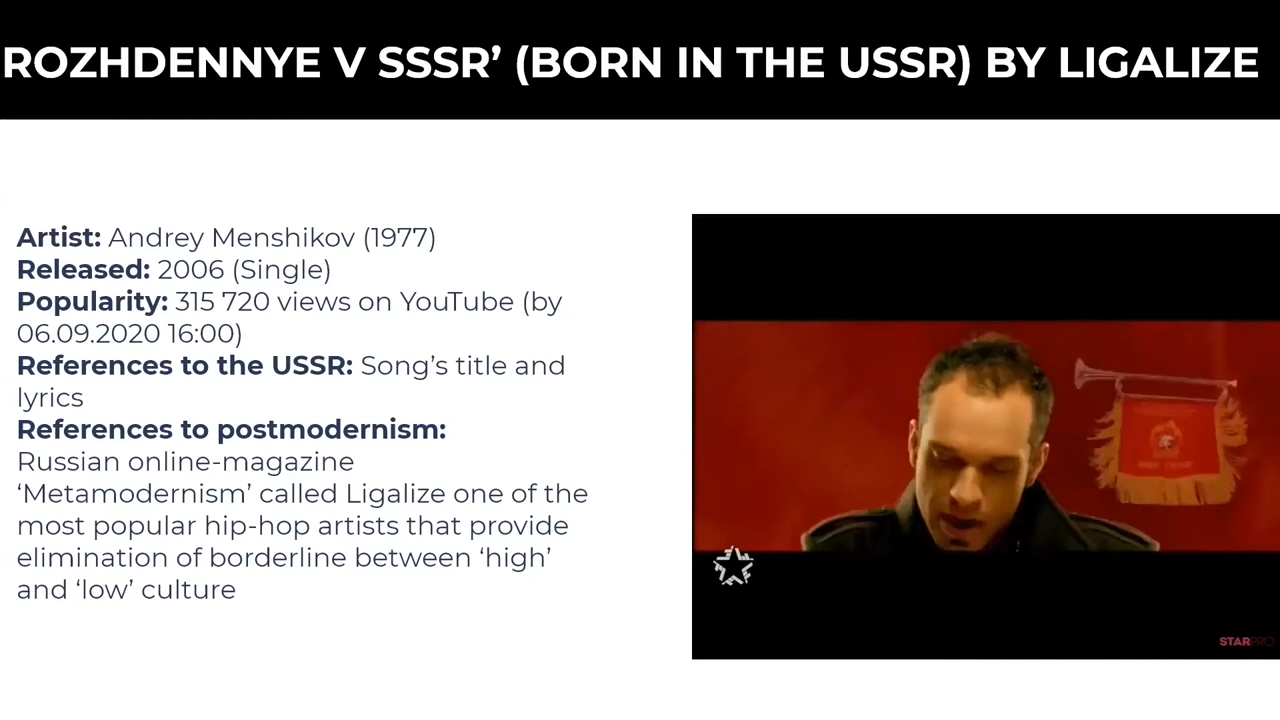 ROZHDENNYE V SSSR’ (BORN IN THE USSR) BY LIGALIZE
Artist: Andrey Menshikov (1977)
Released: 2006 (Single)
Popularity: 315 720 views on YouTube (by
06.09.2020 16:00)
References to the USSR: Song’s title and
lyrics
References to postmodernism:
Russian online-magazine
‘Metamodernism’ called Ligalize one of the
most popular hip-hop artists that provide
elimination of borderline between ‘high’
and ‘low’ culture
STARPRO